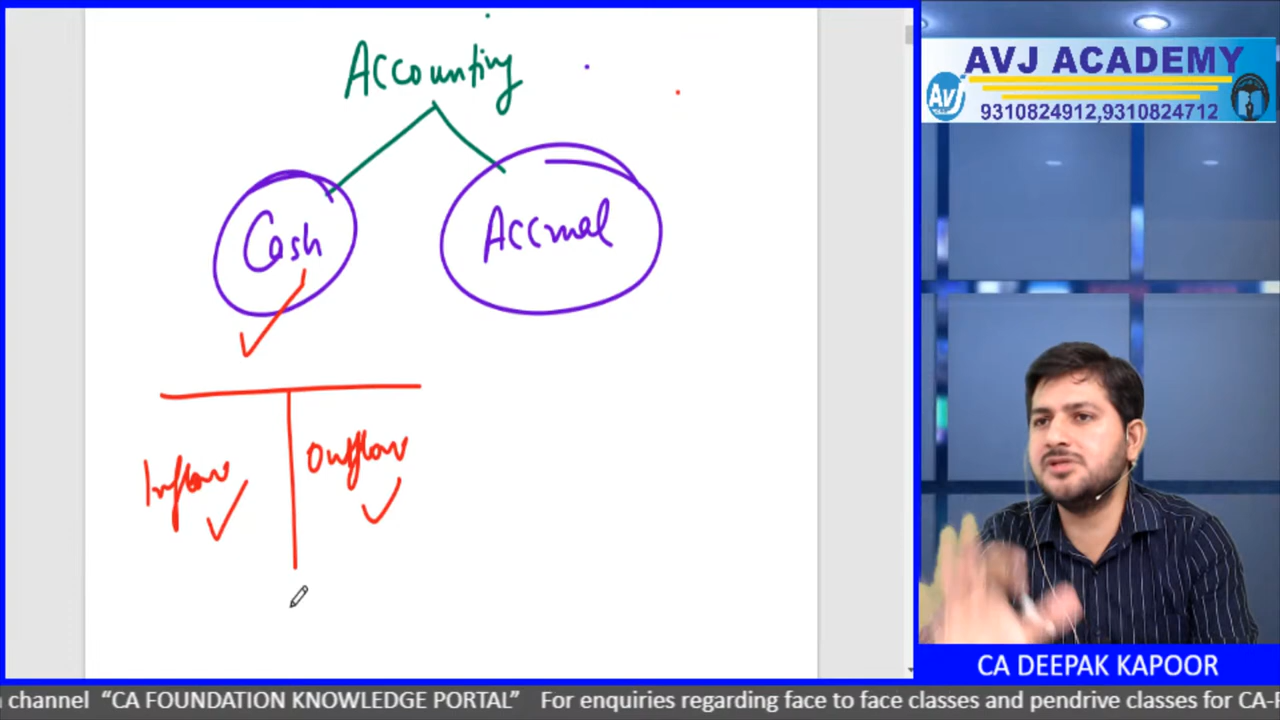 Accounting
Cash
Accrual
Inflow
Outflow
AVJ ACADEMY
AVJ
9310824912,9310824712
CA DEEPAK KAPOOR
a channel "CA FOUNDATION KNOWLEDGE PORTAL" For enquiries regarding face to face classes and pendrive classes for CA-F